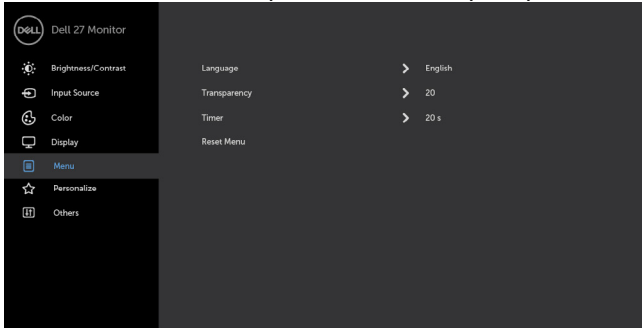 DELL Dell 27 Monitor
Brightness/Contrast Language English
Input Source Transparency 20
Color Timer 20 s
Display Reset Menu
Menu
Personalize
Others